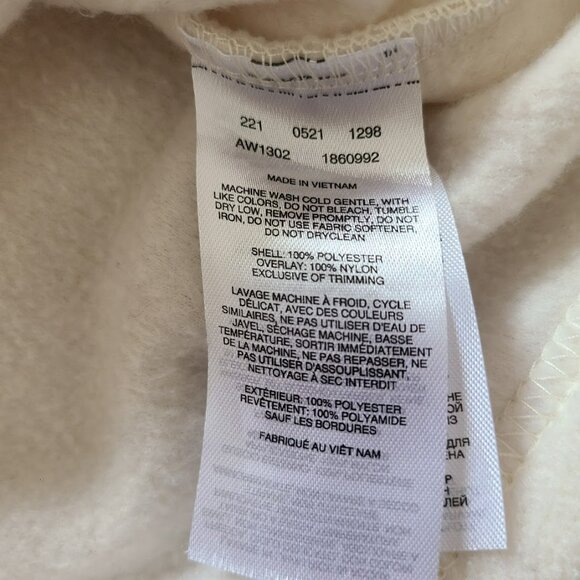 221 0521 1298
AW1302 1860992
MADE IN VIETNAM
MACHINE WASH COLD GENTLE, WITH
LIKE COLORS, DO NOT BLEACH, TUMBLE
DRY LOW, REMOVE PROMPTLY, DO NOT
IRON, DO NOT USE FABRIC SOFTENER,
DO NOT DRYCLEAN
SHELL: 100% POLYESTER
OVERLAY: 100% NYLON
EXCLUSIVE OF TRIMMING
LAVAGE MACHINE À FROID, CYCLE
DÉLICAT, AVEC DES COULEURS
SIMILAIRES, NE PAS UTILISER D'EAU DE
JAVEL, SÉCHAGE MACHINE, BASSE
TEMPÉRATURE, SORTIR IMMÉDIATEMENT
DE LA MACHINE, NE PAS REPASSER, NE
PAS UTILISER D'ASSOUPLISSANT,
NETTOYAGE À SEC INTERDIT
EXTÉRIEUR: 100% POLYESTER
REVÊTEMENT: 100% POLYAMIDE
SAUF LES BORDURES
FABRIQUÉ AU VIÊT NAM